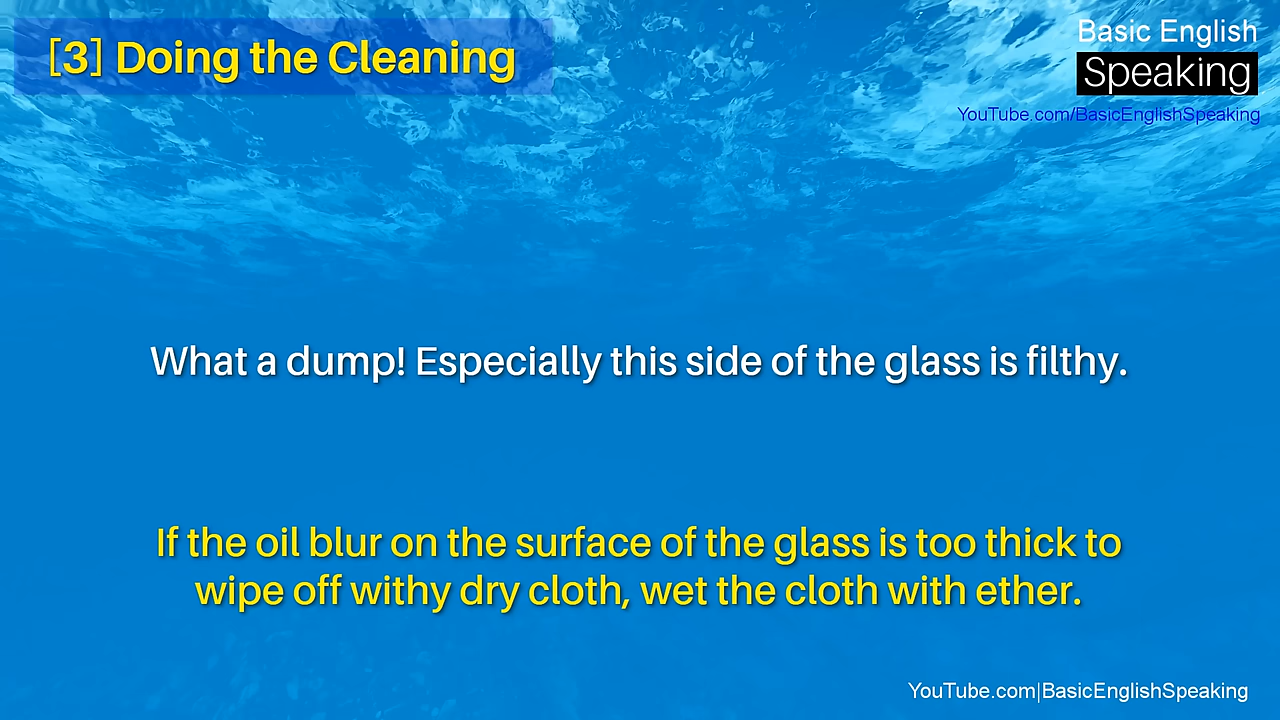 [3] Doing the Cleaning
Basic English
Speaking
YouTube.com/BasicEnglishSpeaking
What a dump! Especially this side of the glass is filthy.
If the oil blur on the surface of the glass is too thick to
wipe off withy dry cloth, wet the cloth with ether.
YouTube.com|BasicEnglishSpeaking